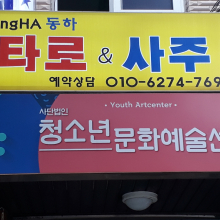 ngHA 동하
타로 & 사주
예약상담 010-6274-769
• Youth Artcenter •
사단법인
청소년문화예술센